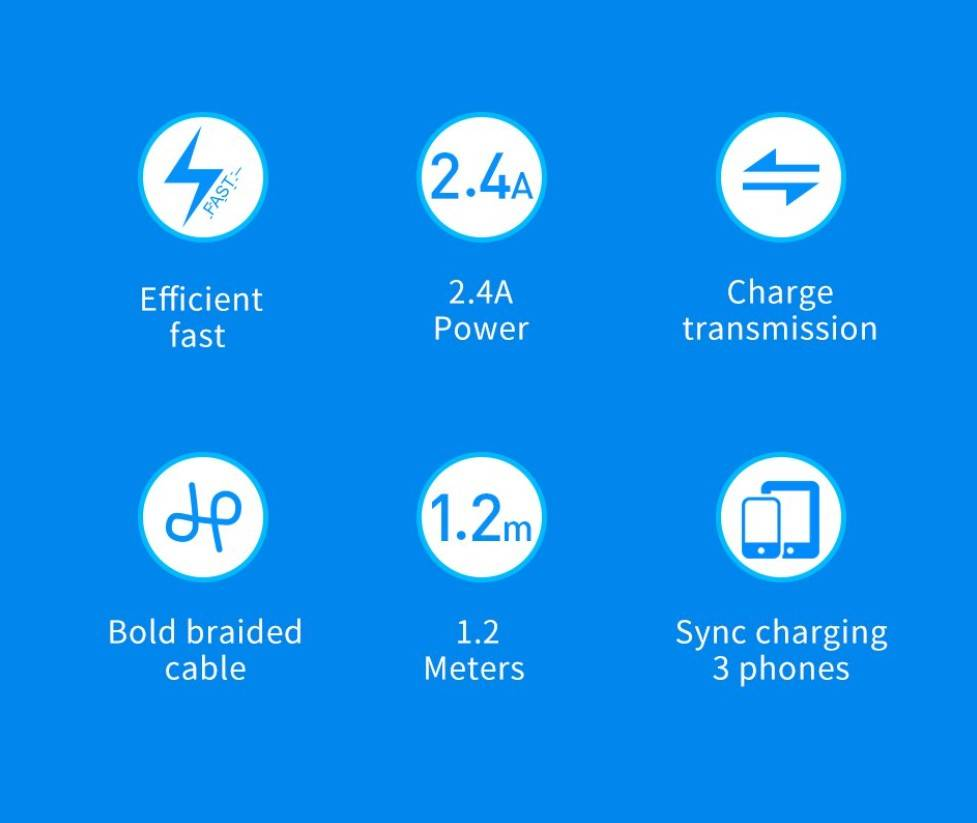 FAST
2.4A
Efficient
fast
2.4A
Power
Charge
transmission
1.2m
Bold braided
cable
1.2
Meters
Sync charging
3 phones